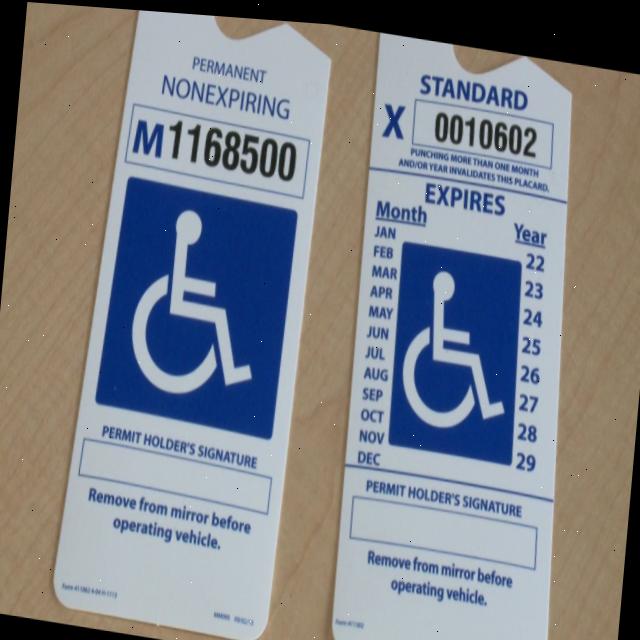 PERMANENT
NONEXPIRING
M1168500
PERMIT HOLDER'S SIGNATURE
Remove from mirror before
operating vehicle.
STANDARD
X 0010602
PUNCHING MORE THAN ONE MONTH
AND/OR YEAR INVALIDATES THIS PLACARD.
EXPIRES
Month Year
JAN 22
FEB 23
MAR 24
APR 25
MAY 26
JUN 27
JUL 28
AUG 29
SEP
OCT
NOV
DEC
PERMIT HOLDER'S SIGNATURE
Remove from mirror before
operating vehicle.